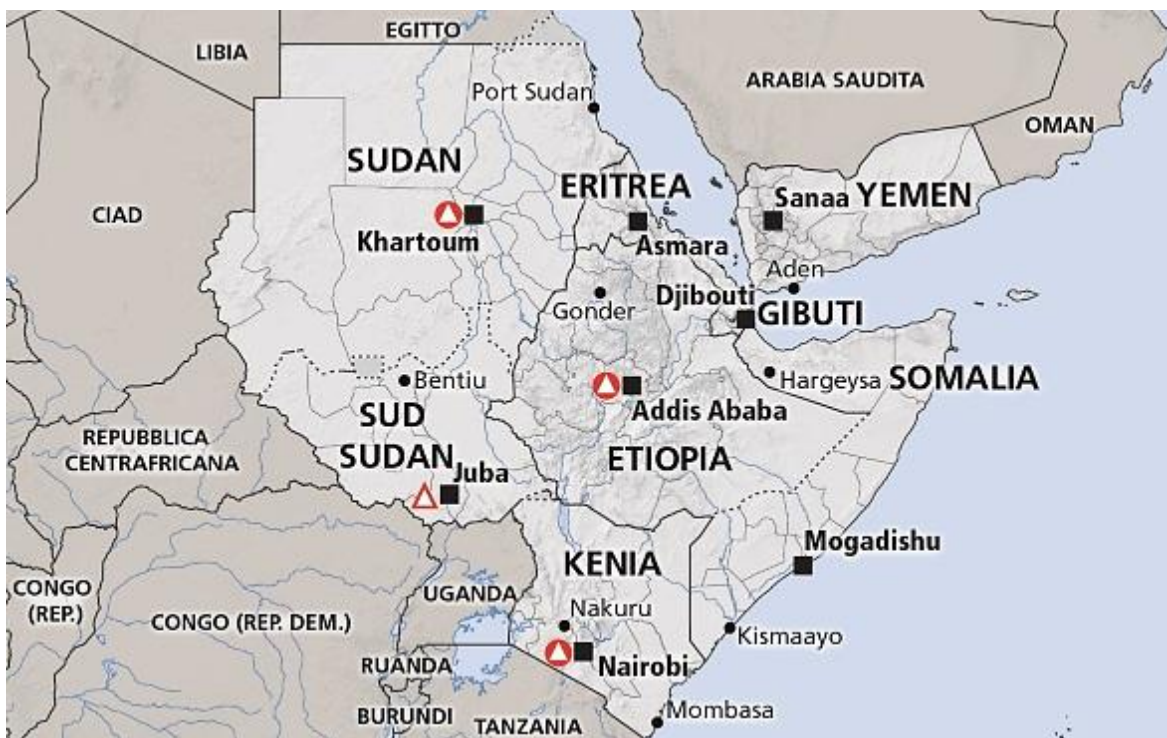 EGITTO
LIBIA
ARABIA SAUDITA
Port Sudan
OMAN
SUDAN
ERITREA
Sanaa
YEMEN
CIAD
Khartoum
Asmara
Aden
Djibouti
Gonder
GIBUTI
Bentiu
Hargeysa
SOMALIA
Addis Ababa
SUD
SUDAN
REPUBBLICA
CENTRAFRICANA
ETIOPIA
Juba
Mogadishu
KENIA
CONGO
(REP.)
UGANDA
Nakuru
CONGO (REP. DEM.)
Kismaayo
RUANDA
Nairobi
BURUNDI
Mombasa
TANZANIA